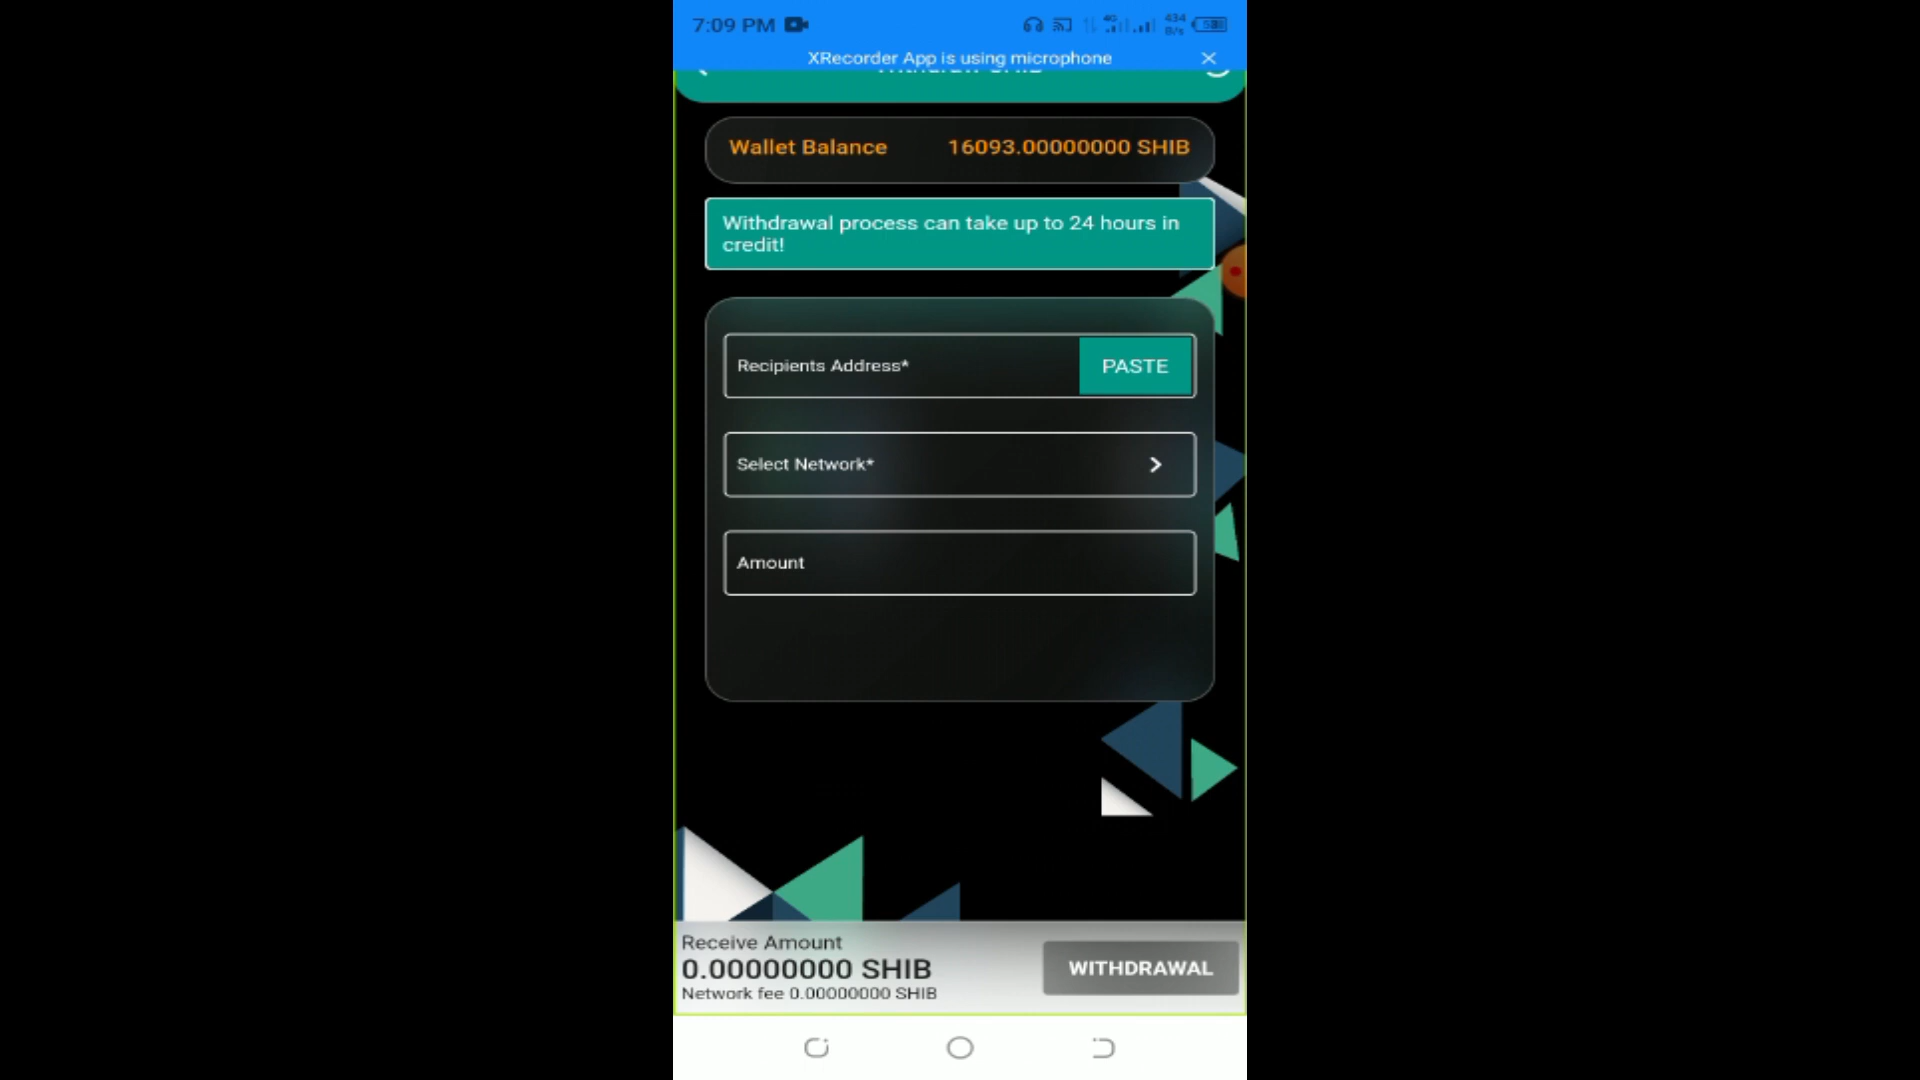 7:09 PM
4G
434
B/s
XRecorder App is using microphone
Wallet Balance 16093.00000000 SHIB
Withdrawal process can take up to 24 hours in
credit!
Recipients Address*
PASTE
Select Network*
Amount
Receive Amount
0.00000000 SHIB
Network fee 0.00000000 SHIB
WITHDRAWAL